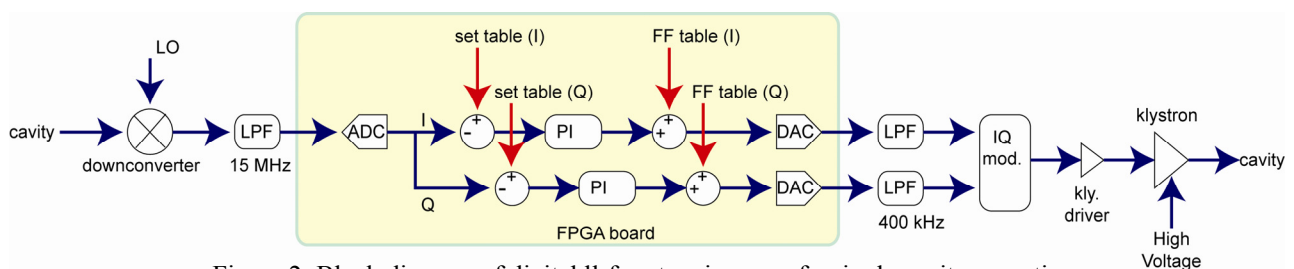 LO
set table (I)
FF table (I)
set table (Q)
FF table (Q)
klystron
cavity
LPF
ADC
I
-
+
PI
+
+
DAC
LPF
IQ
mod.
cavity
downconverter
15 MHz
Q
-
+
PI
+
+
DAC
LPF
kly.
driver
400 kHz
FPGA board
High
Voltage